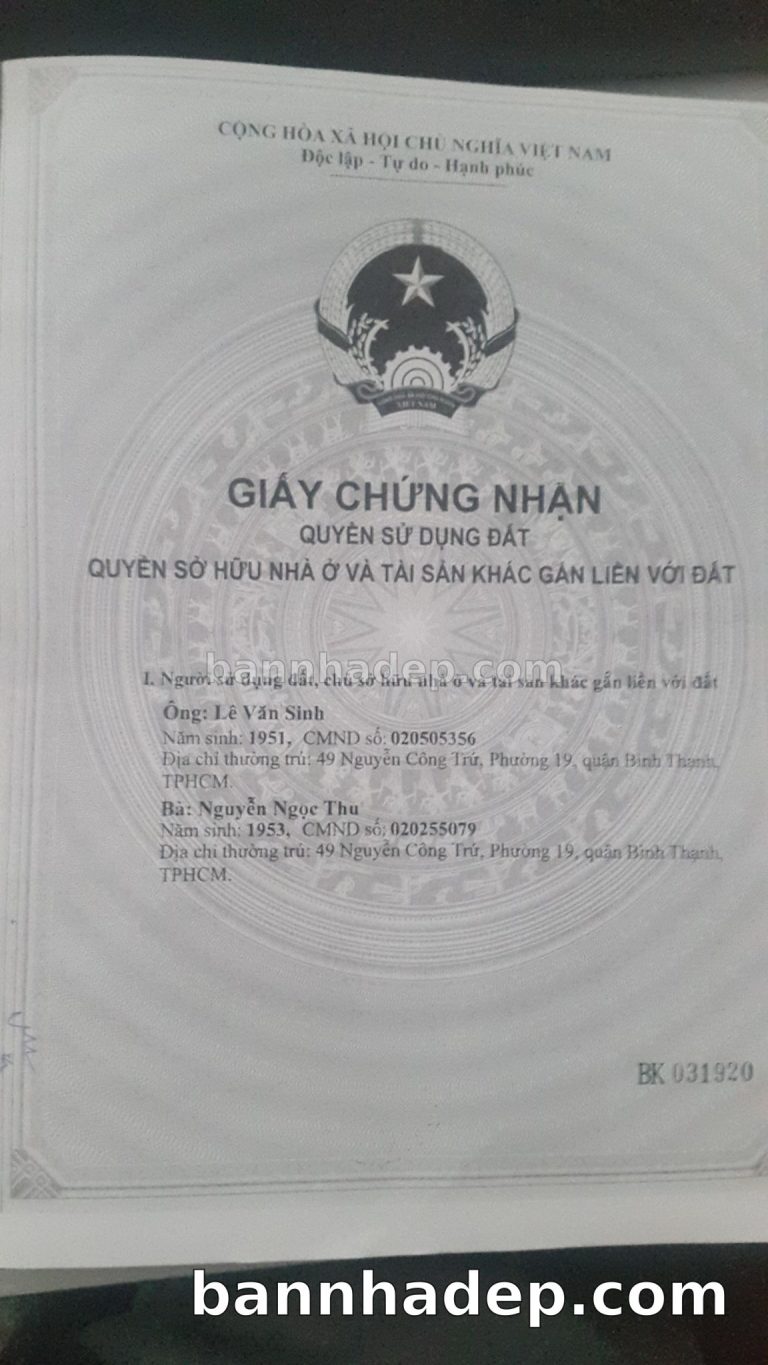 CỘNG HÒA XÃ HỘI CHỦ NGHĨA VIỆT NAM
Độc lập - Tự do - Hạnh phúc
VIỆT NAM
GIẤY CHỨNG NHẬN
QUYỀN SỬ DỤNG ĐẤT
QUYỀN SỞ HỮU NHÀ Ở VÀ TÀI SẢN KHÁC GẮN LIỀN VỚI ĐẤT
bannhadep.com
I. Người sử dụng đất, chủ sở hữu nhà ở và tài sản khác gắn liền với đất
Ông: Lê Văn Sinh
Năm sinh: 1951, CMND số: 020505356
Địa chỉ thường trú: 49 Nguyễn Công Trứ, Phường 19, quận Bình Thạnh,
TPHCM.
Bà: Nguyễn Ngọc Thu
Năm sinh: 1953, CMND số: 020255079
Địa chỉ thường trú: 49 Nguyễn Công Trứ, Phường 19, quận Bình Thạnh,
TPHCM.
BK 031920
bannhadep.com